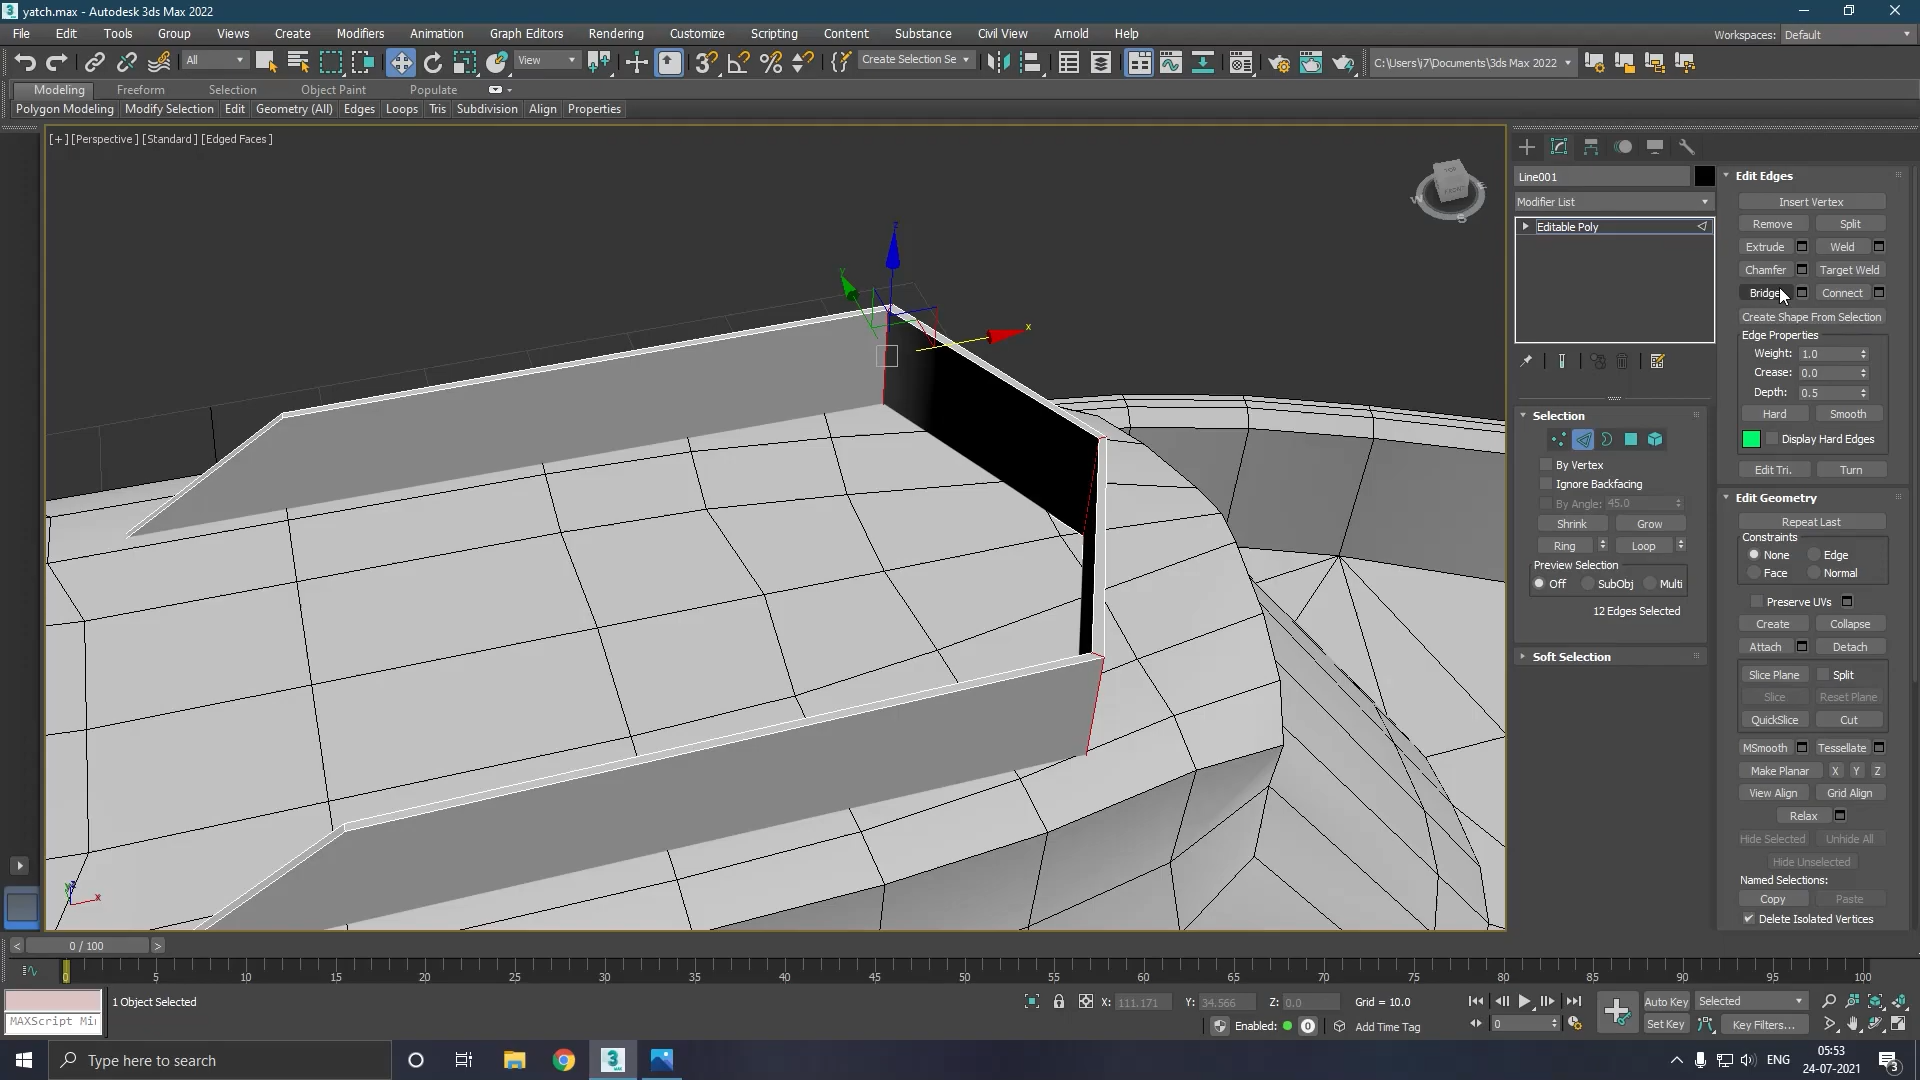 yatch.max - Autodesk 3ds Max 2022
File Edit Tools Group Views Create Modifiers Animation Graph Editors Rendering Customize Scripting Content Substance Civil View Arnold Help
Workspaces: Default
All View Create Selection Se C:\Users\i7\Documents\3ds Max 2022
Modeling Freeform Selection Object Paint Populate
Polygon Modeling Modify Selection Edit Geometry (All) Edges Loops Tris Subdivision Align Properties
[+] [Perspective] [Standard] [Edged Faces]
TOP
FRONT
W
S
z
y
x
Line001
Modifier List
Editable Poly
Selection
By Vertex
Ignore Backfacing
By Angle: 45.0
Shrink Grow
Ring Loop
Preview Selection
Off SubObj Multi
12 Edges Selected
Soft Selection
Edit Edges
Insert Vertex
Remove Split
Extrude Weld
Chamfer Target Weld
Bridge Connect
Create Shape From Selection
Edge Properties
Weight: 1.0
Crease: 0.0
Depth: 0.5
Hard Smooth
Display Hard Edges
Edit Tri. Turn
Edit Geometry
Repeat Last
Constraints
None Edge
Face Normal
Preserve UVs
Create Collapse
Attach Detach
Slice Plane Split
Slice Reset Plane
QuickSlice Cut
MSmooth Tessellate
Make Planar X Y Z
View Align Grid Align
Relax
Hide Selected Unhide All
Hide Unselected
Named Selections:
Copy Paste
Delete Isolated Vertices
0 / 100
0 5 10 15 20 25 30 35 40 45 50 55 60 65 70 75 80 85 90 95 100
1 Object Selected
X: 111.171 Y: 34.566 Z: 0.0 Grid = 10.0
Auto Key Selected
MAXScript Mi
Enabled: 0 Add Time Tag
0
Set Key Key Filters...
Type here to search
ENG
05:53
24-07-2021
3